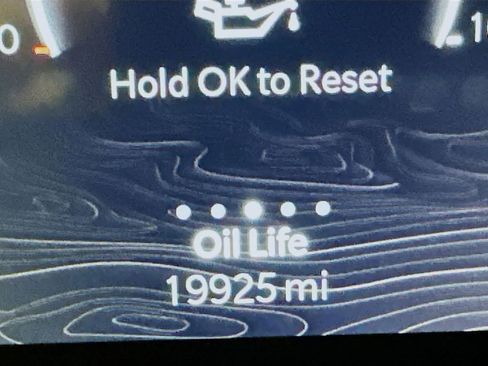 Hold OK to Reset
Oil Life
19925 mi